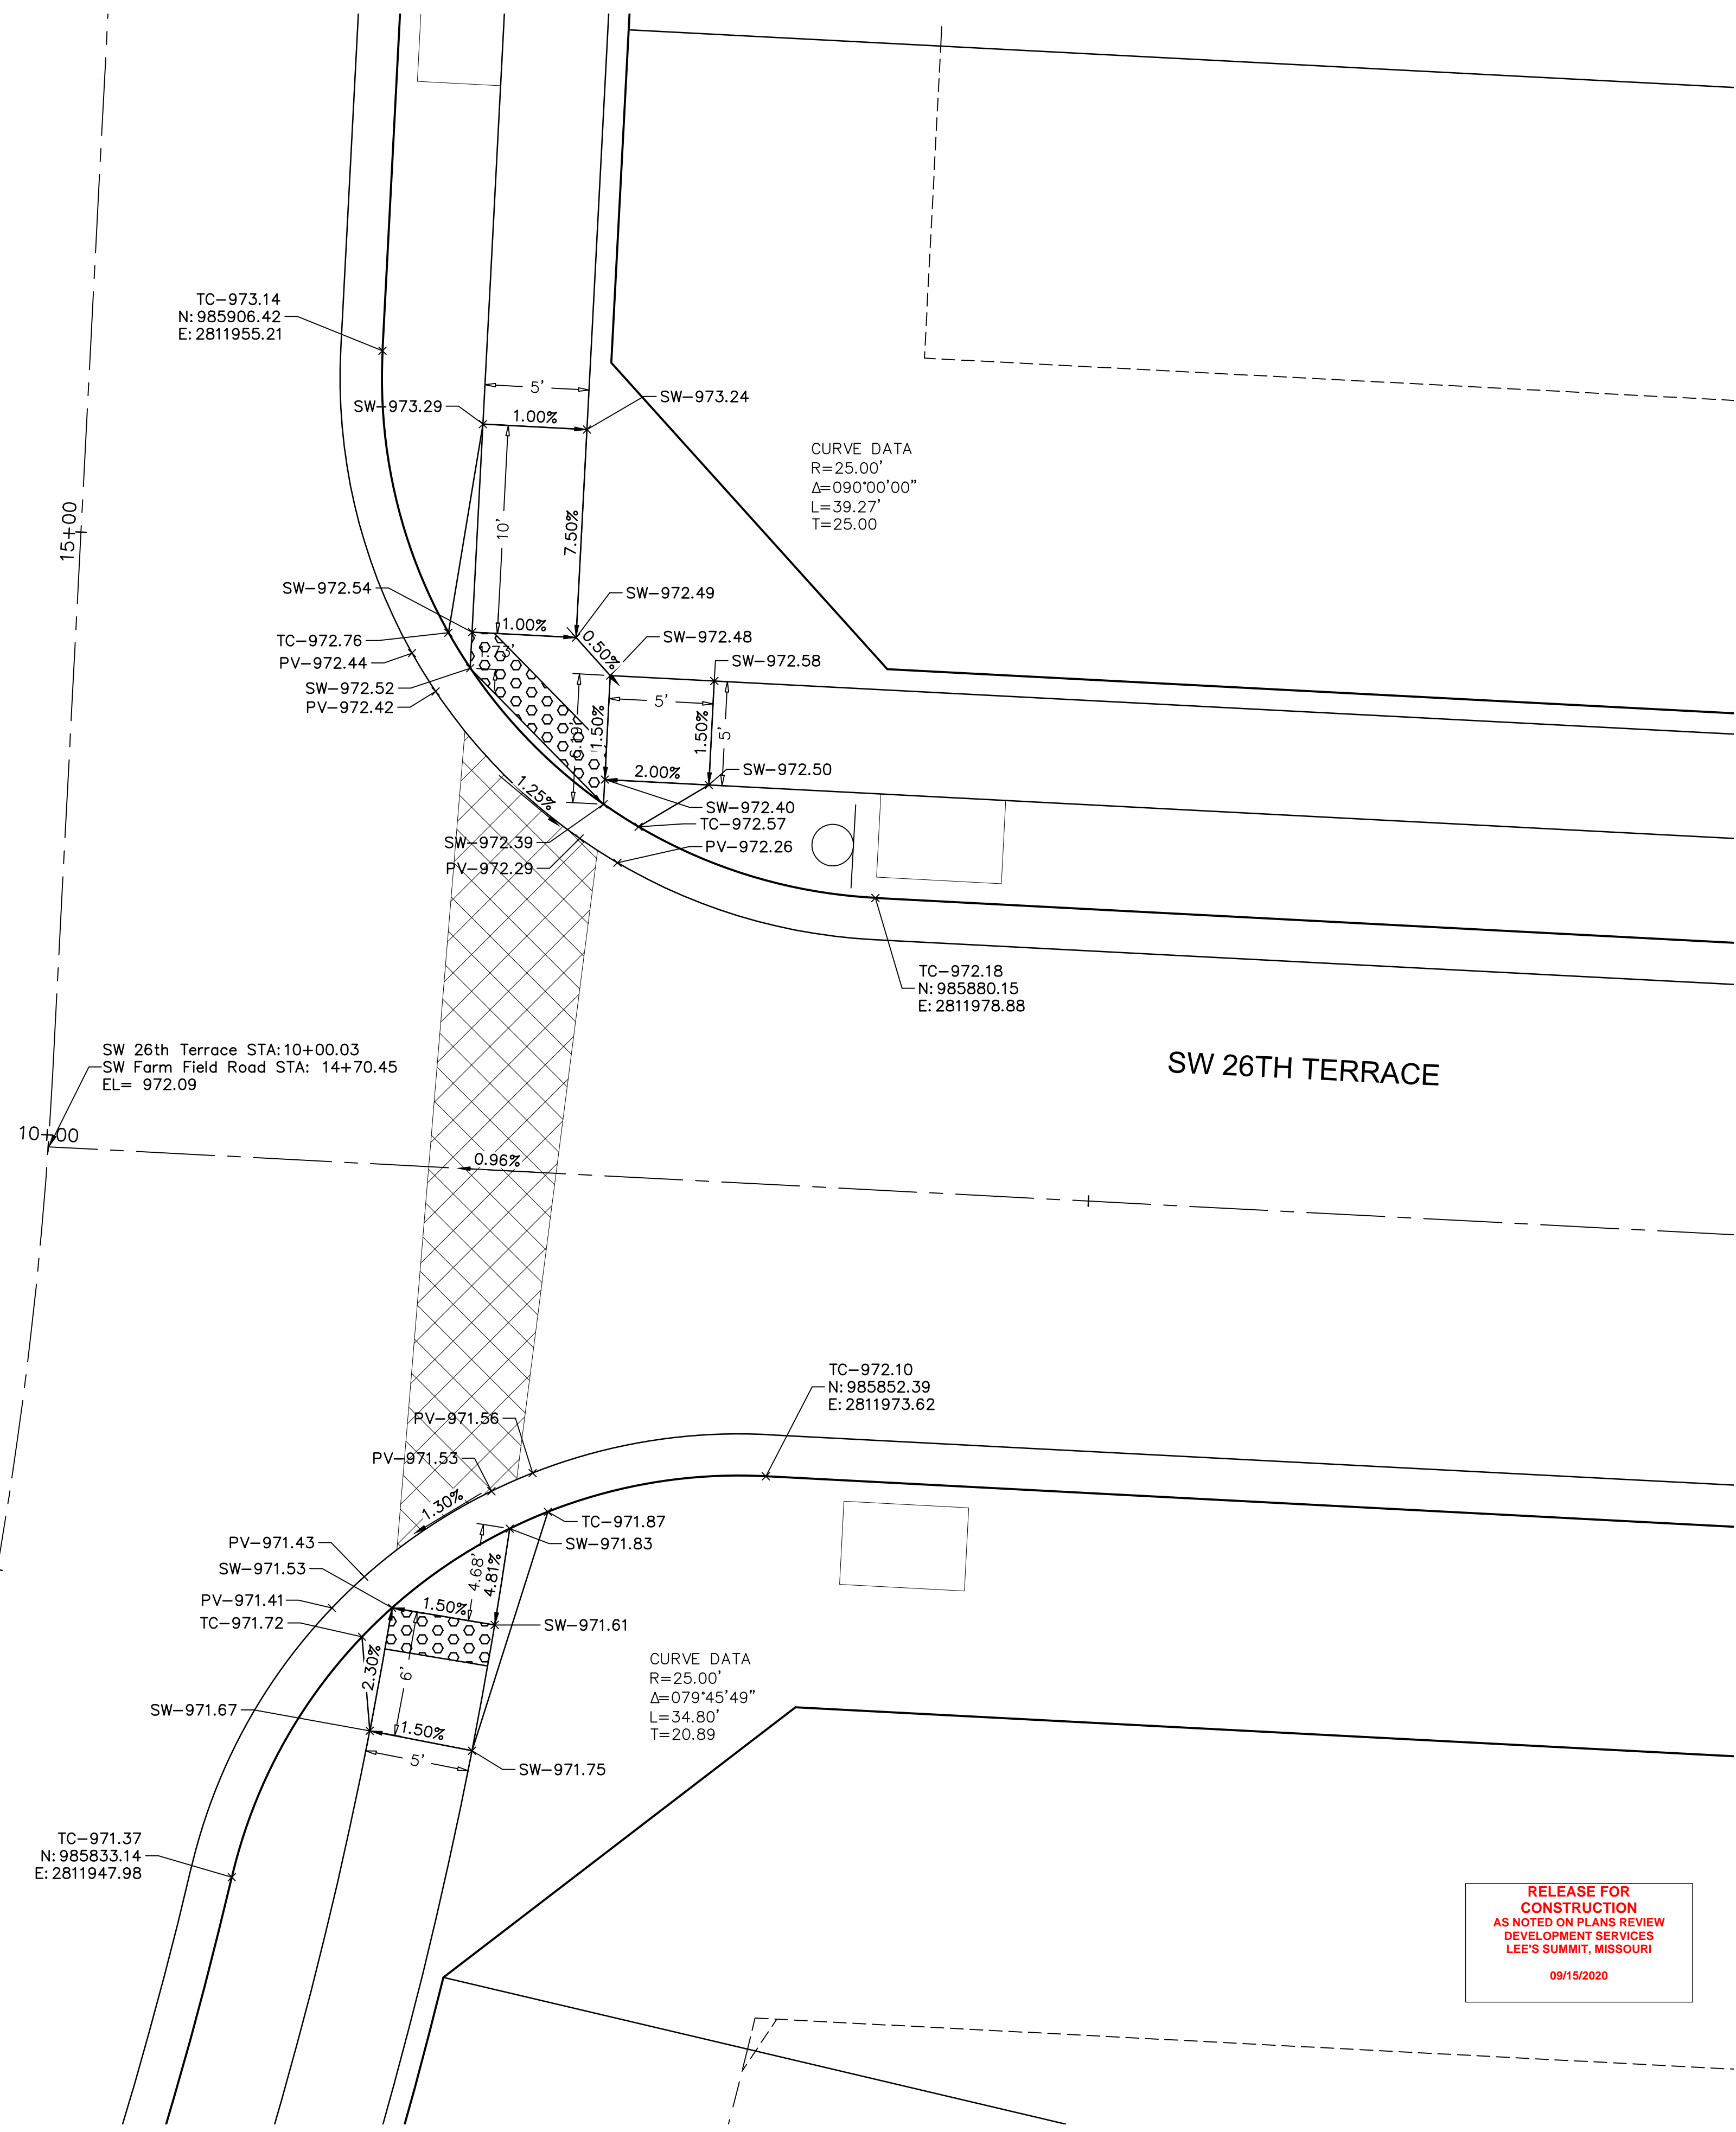 TC-973.14
N: 985906.42
E: 2811955.21
5'
SW-973.29
SW-973.24
1.00%
CURVE DATA
R=25.00'
Δ=090°00'00"
L=39.27'
T=25.00
15+00
10'
7.50%
SW-972.54
SW-972.49
1.00%
0.50%
TC-972.76
SW-972.48
1.73'
PV-972.44
SW-972.58
SW-972.52
PV-972.42
5'
1.50%
6.19'
1.50%
5'
2.00%
SW-972.50
1.25%
SW-972.40
TC-972.57
SW-972.39
PV-972.26
PV-972.29
TC-972.18
N: 985880.15
E: 2811978.88
SW 26th Terrace STA:10+00.03
SW Farm Field Road STA: 14+70.45
EL= 972.09
SW 26TH TERRACE
10+00
0.96%
TC-972.10
N: 985852.39
E: 2811973.62
PV-971.56
PV-971.53
1.30%
TC-971.87
PV-971.43
SW-971.83
SW-971.53
4.68'
4.81%
PV-971.41
1.50%
TC-971.72
SW-971.61
2.30%
6'
CURVE DATA
R=25.00'
Δ=079°45'49"
L=34.80'
T=20.89
SW-971.67
1.50%
5'
SW-971.75
TC-971.37
N: 985833.14
E: 2811947.98
RELEASE FOR
CONSTRUCTION
AS NOTED ON PLANS REVIEW
DEVELOPMENT SERVICES
LEE'S SUMMIT, MISSOURI
09/15/2020